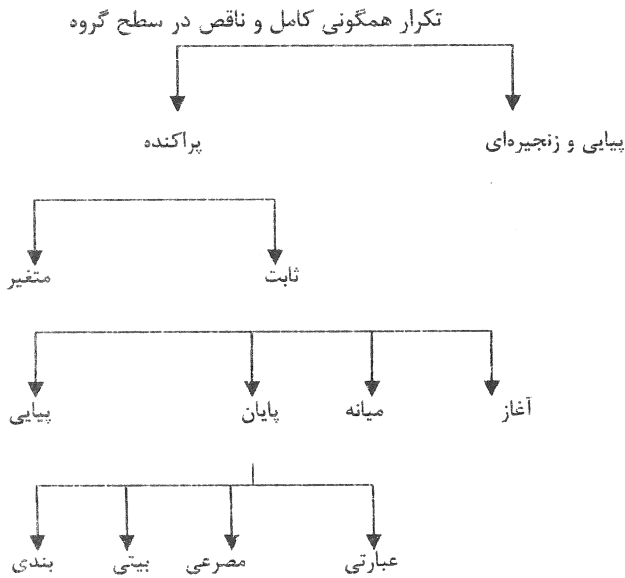 تکرار همگونی کامل و ناقص در سطح گروه
پیاپی و زنجیره‌ای پراکنده
ثابت متغیر
آغاز میانه پایان پیاپی
عبارتی مصرعی بیتی بندی